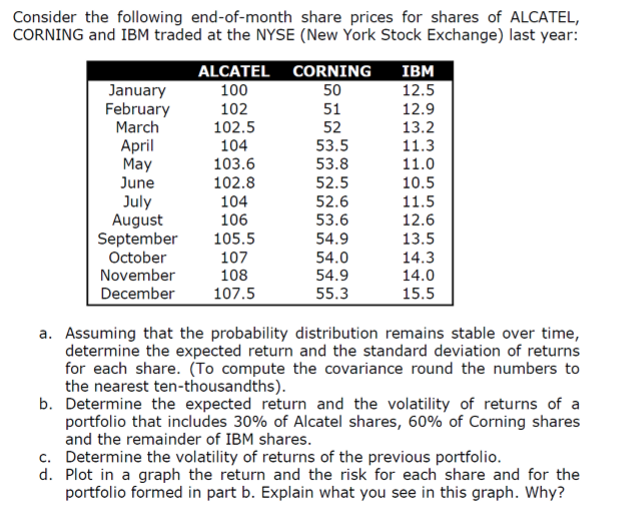 Consider the following end-of-month share prices for shares of ALCATEL,
CORNING and IBM traded at the NYSE (New York Stock Exchange) last year:
ALCATEL CORNING IBM
January 100 50 12.5
February 102 51 12.9
March 102.5 52 13.2
April 104 53.5 11.3
May 103.6 53.8 11.0
June 102.8 52.5 10.5
July 104 52.6 11.5
August 106 53.6 12.6
September 105.5 54.9 13.5
October 107 54.0 14.3
November 108 54.9 14.0
December 107.5 55.3 15.5
a. Assuming that the probability distribution remains stable over time,
determine the expected return and the standard deviation of returns
for each share. (To compute the covariance round the numbers to
the nearest ten-thousandths).
b. Determine the expected return and the volatility of returns of a
portfolio that includes 30% of Alcatel shares, 60% of Corning shares
and the remainder of IBM shares.
c. Determine the volatility of returns of the previous portfolio.
d. Plot in a graph the return and the risk for each share and for the
portfolio formed in part b. Explain what you see in this graph. Why?